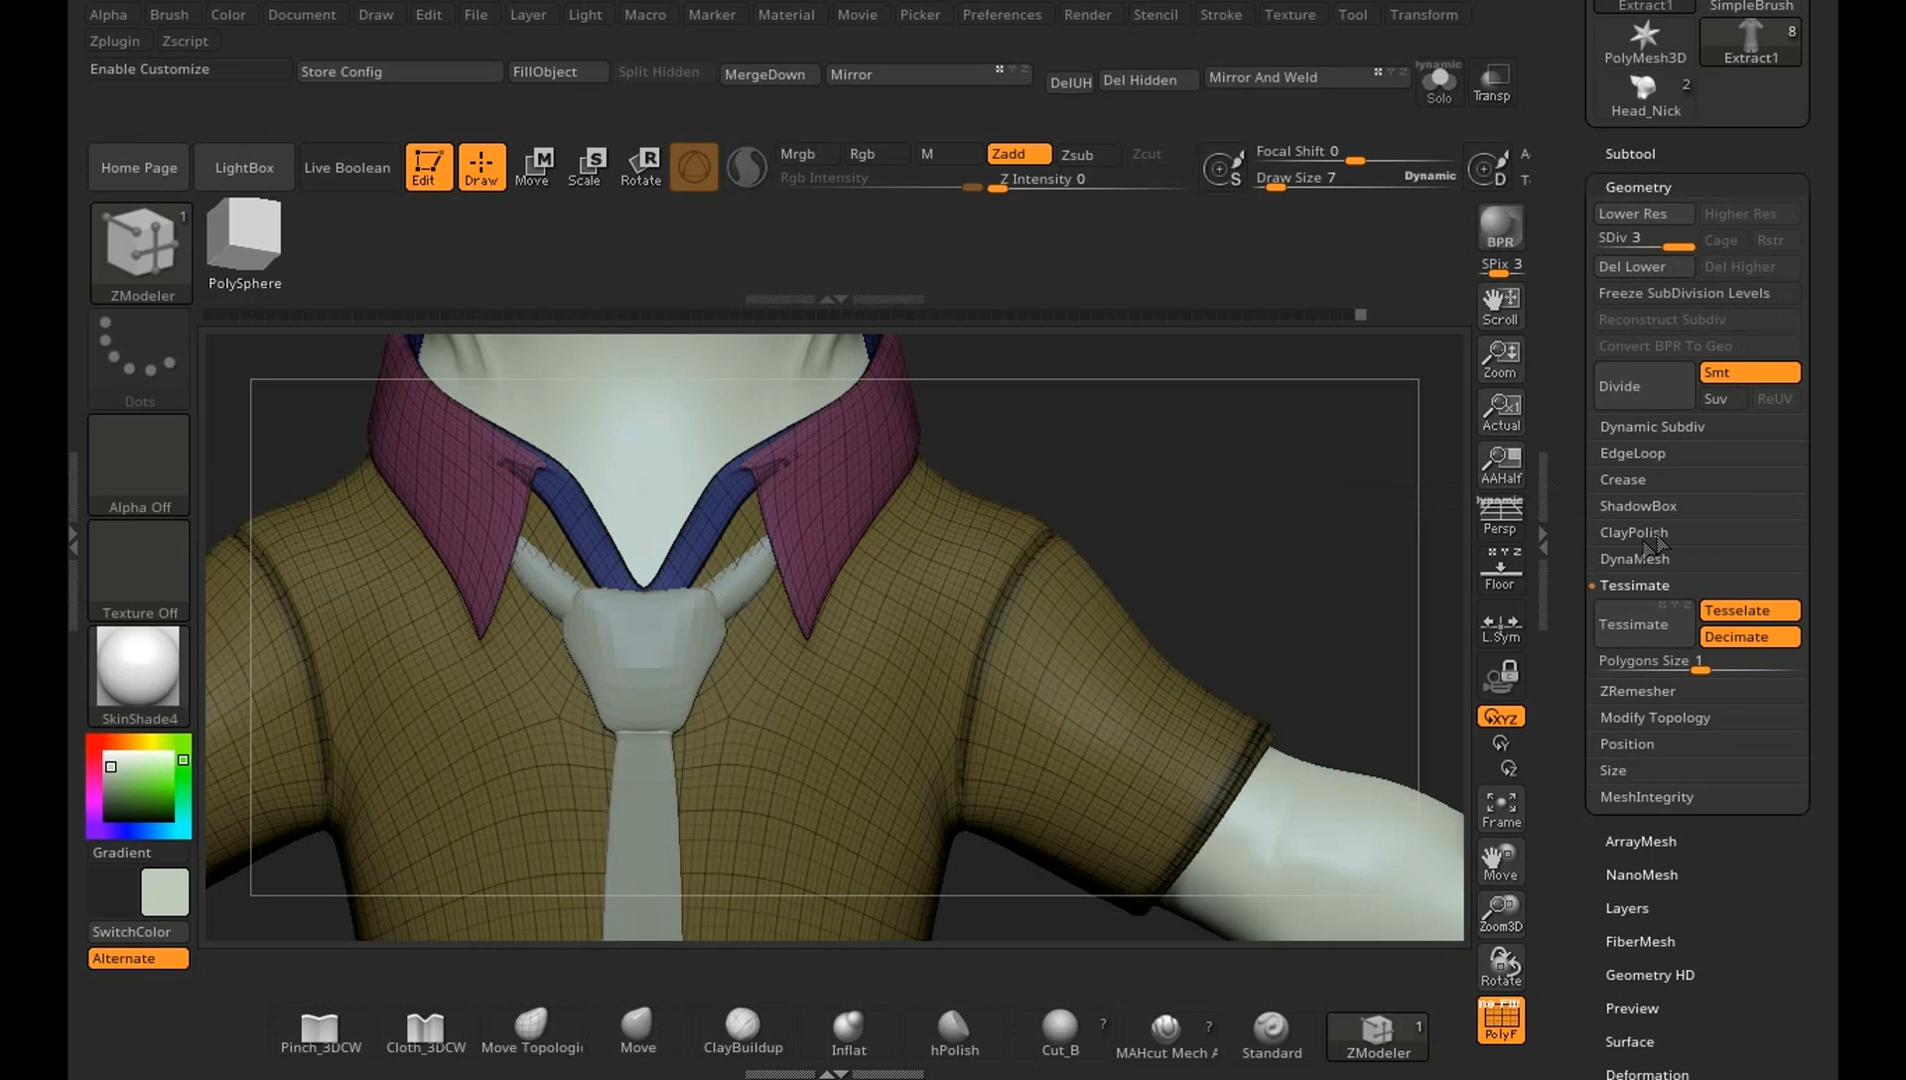 Alpha Brush Color Document Draw Edit File Layer Light Macro Marker Material Movie Picker Preferences Render Stencil Stroke Texture Tool Transform
Zplugin Zscript
Enable Customize Store Config FillObject Split Hidden MergeDown Mirror DelUH Del Hidden Mirror And Weld Dynamic Solo Transp
Home Page LightBox Live Boolean Edit Draw M Move S Scale R Rotate Mrgb Rgb M Zadd Zsub Zcut
Rgb Intensity Z Intensity 0
S Focal Shift 0
Draw Size 7 Dynamic
D
1
ZModeler
PolySphere
Dots
Alpha Off
Texture Off
SkinShade4
Gradient
SwitchColor
Alternate
BPR
SPix 3
Scroll
Zoom
x1
Actual
AAHalf
Dynamic
Persp
X Y Z
Floor
L.Sym
XYZ
Y
Z
Frame
Move
Zoom3D
Rotate
PolyF
Extract1 SimpleBrush
PolyMesh3D
8
Extract1
2
Head_Nick
Subtool
Geometry
Lower Res Higher Res
SDiv 3 Cage Rstr
Del Lower Del Higher
Freeze SubDivision Levels
Reconstruct Subdiv
Convert BPR To Geo
Divide Smt
Suv ReUV
Dynamic Subdiv
EdgeLoop
Crease
ShadowBox
ClayPolish
DynaMesh
Tessimate
Tessimate Tesselate
Decimate
Polygons Size 1
ZRemesher
Modify Topology
Position
Size
MeshIntegrity
ArrayMesh
NanoMesh
Layers
FiberMesh
Geometry HD
Preview
Surface
Deformation
Pinch_3DCW Cloth_3DCW Move Topologi Move ClayBuildup Inflat hPolish Cut_B ? MAHcut Mech A ? Standard ZModeler 1